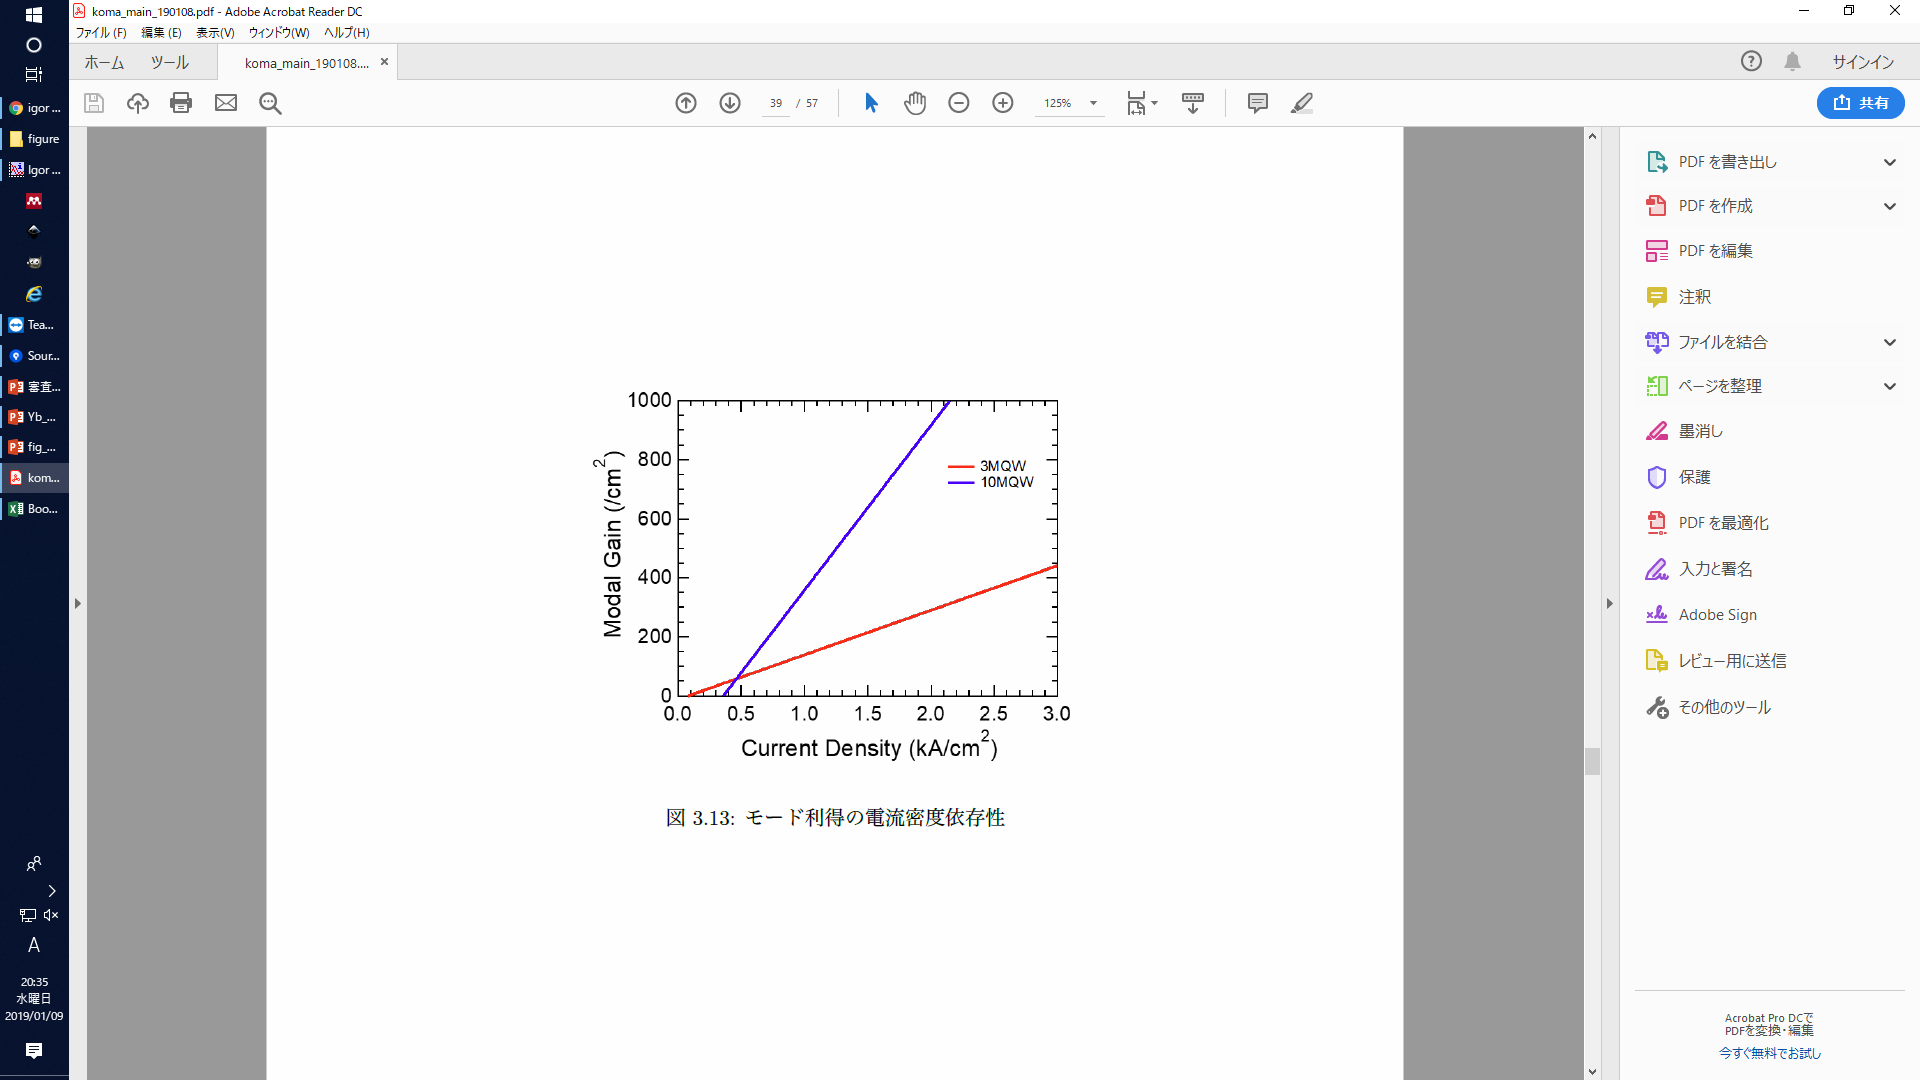 koma_main_190108.pdf - Adobe Acrobat Reader DC
ファイル (F) 編集 (E) 表示(V) ウィンドウ(W) ヘルプ(H)
ホーム ツール koma_main_190108.... ×
サインイン
39 / 57
125%
共有
igor ...
figure
Igor ...
Tea...
Sour...
審査...
Yb_...
fig_...
kom...
Boo...
A
20:35
水曜日
2019/01/09
1000
800
600
400
200
0
Modal Gain (/cm2)
3MQW
10MQW
0.0 0.5 1.0 1.5 2.0 2.5 3.0
Current Density (kA/cm2)
図 3.13: モード利得の電流密度依存性
PDF を書き出し
PDF を作成
PDF を編集
注釈
ファイルを結合
ページを整理
墨消し
保護
PDF を最適化
入力と署名
Adobe Sign
レビュー用に送信
その他のツール
Acrobat Pro DCで
PDFを変換・編集
今すぐ無料でお試し